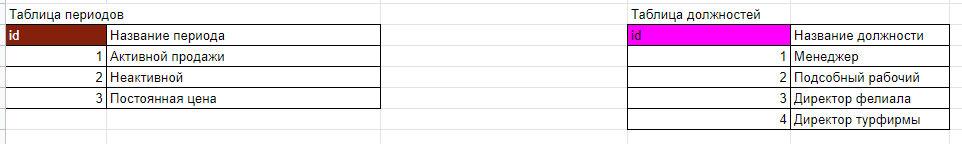 Таблица периодов
id Название периода
1 Активной продажи
2 Неактивной
3 Постоянная цена
Таблица должностей
id Название должности
1 Менеджер
2 Подсобный рабочий
3 Директор фелиала
4 Директор турфирмы